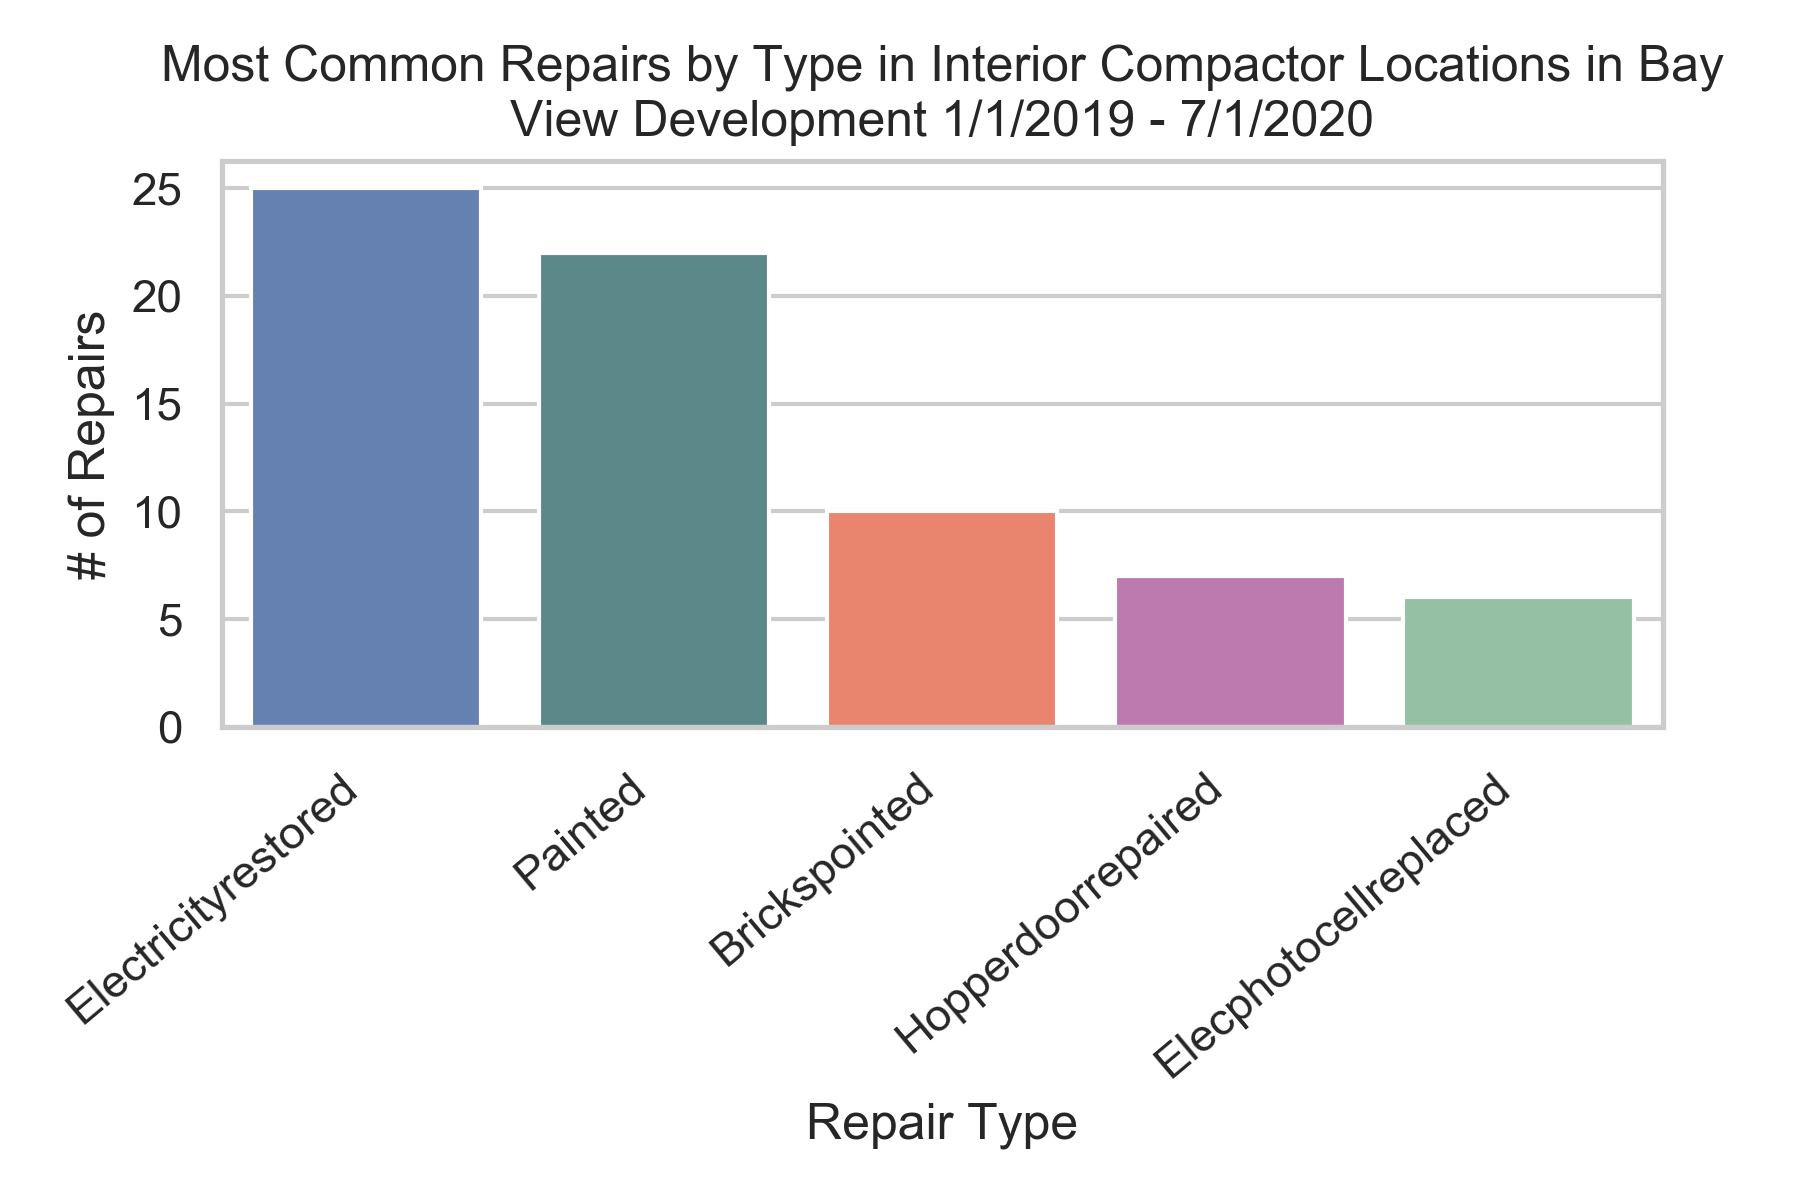 Most Common Repairs by Type in Interior Compactor Locations in Bay
View Development 1/1/2019 - 7/1/2020
# of Repairs
25
20
15
10
5
0
Electricityrestored
Painted
Brickspointed
Hopperdoorrepaired
Elecphotocellreplaced
Repair Type